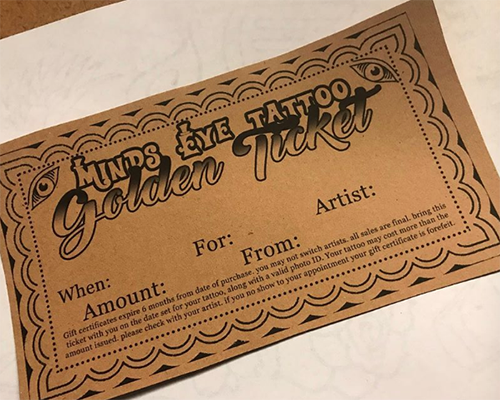 Minds Eye Tattoo
Golden Ticket
For:
Artist:
When:
From:
Amount:
Gift certificates expire 6 months from date of purchase. you may not switch artists. all sales are final. bring this
ticket with you on the date set for your tattoo, along with a valid photo ID. Your tattoo may cost more than the
amount issued. please check with your artist. if you no show to your appointment your gift certificate is forefeit.